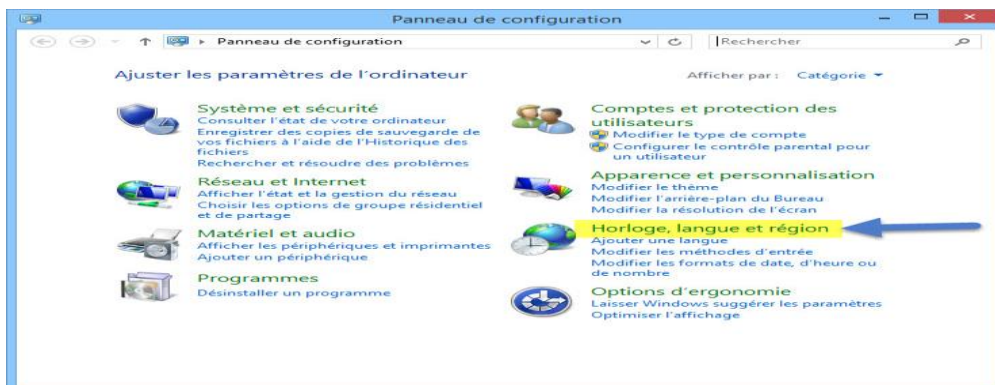 Panneau de configuration
Panneau de configuration
Rechercher
Ajuster les paramètres de l'ordinateur
Afficher par : Catégorie
Système et sécurité
Consulter l'état de votre ordinateur
Enregistrer des copies de sauvegarde de
vos fichiers à l'aide de l'Historique des
fichiers
Rechercher et résoudre des problèmes
Réseau et Internet
Afficher l'état et la gestion du réseau
Choisir les options de groupe résidentiel
et de partage
Matériel et audio
Afficher les périphériques et imprimantes
Ajouter un périphérique
Programmes
Désinstaller un programme
Comptes et protection des
utilisateurs
Modifier le type de compte
Configurer le contrôle parental pour
un utilisateur
Apparence et personnalisation
Modifier le thème
Modifier l'arrière-plan du Bureau
Modifier la résolution de l'écran
Horloge, langue et région
Ajouter une langue
Modifier les méthodes d'entrée
Modifier les formats de date, d'heure ou
de nombre
Options d'ergonomie
Laisser Windows suggérer les paramètres
Optimiser l'affichage